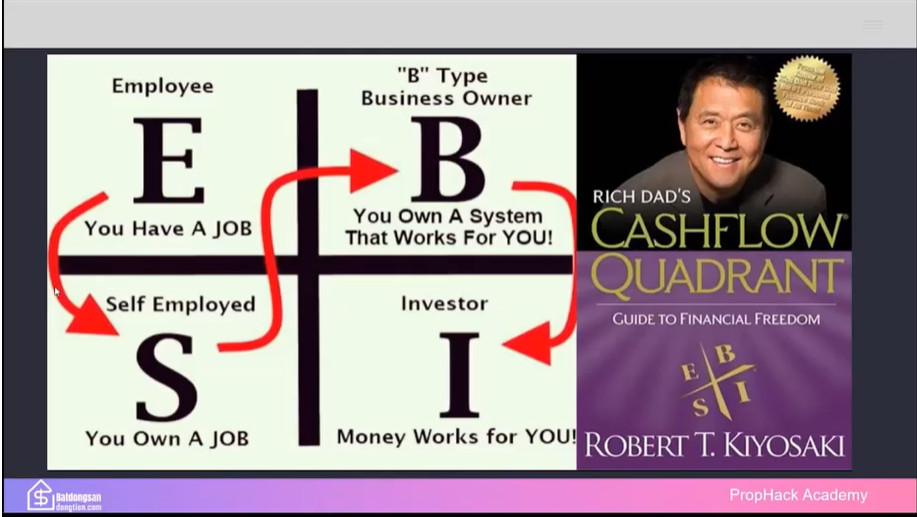 Employee
E
You Have A JOB
"B" Type
Business Owner
B
You Own A System
That Works For YOU!
Self Employed
S
You Own A JOB
Investor
I
Money Works for YOU!
RICH DAD'S
CASHFLOW®
QUADRANT
GUIDE TO FINANCIAL FREEDOM
E B
S I
ROBERT T. KIYOSAKI
$ Batdongsan
dongtien.com
PropHack Academy